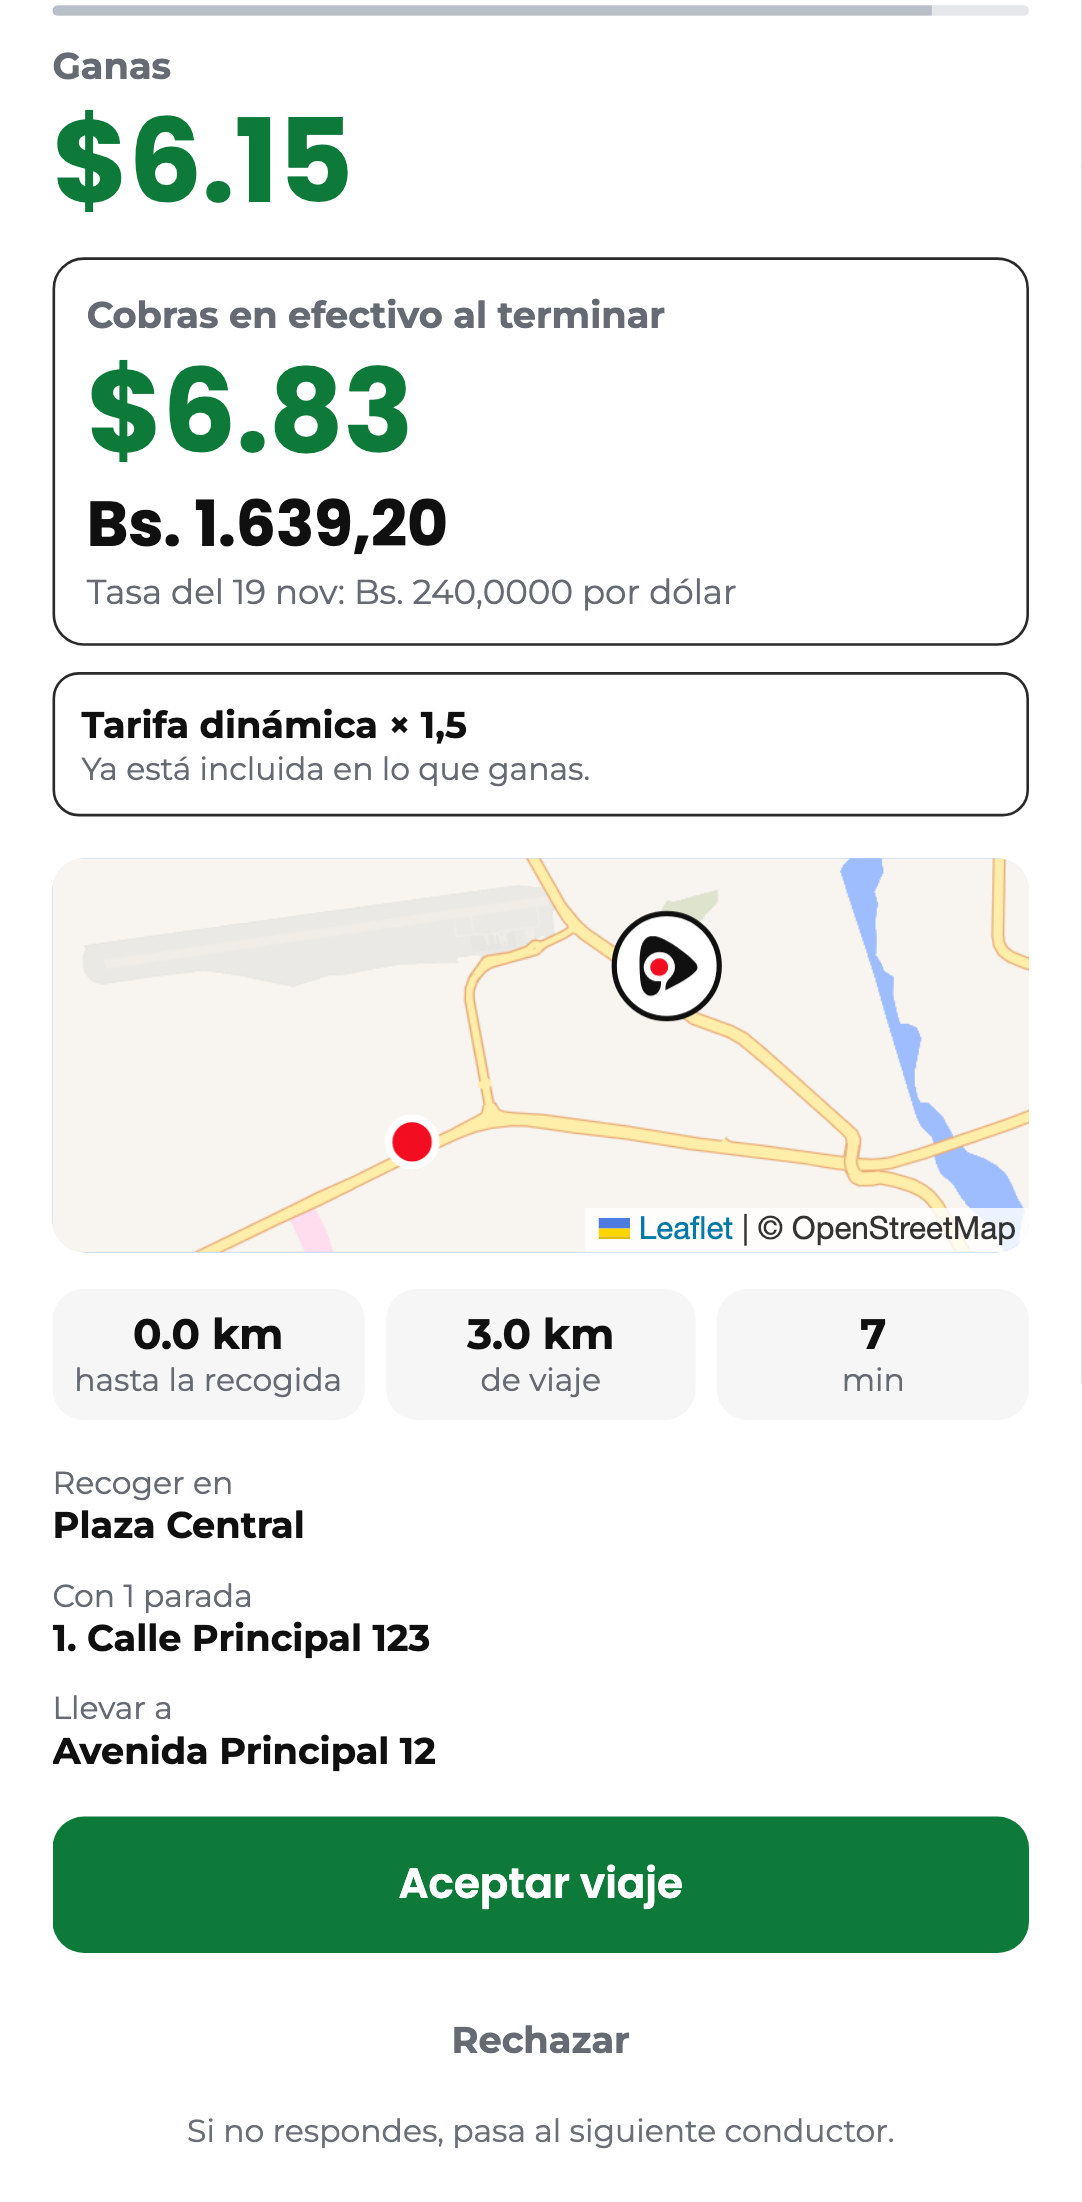 Ganas
$6.15
Cobras en efectivo al terminar
$6.83
Bs. 1.639,20
Tasa del 19 nov: Bs. 240,0000 por dólar
Tarifa dinámica × 1,5
Ya está incluida en lo que ganas.
Leaflet | © OpenStreetMap
0.0 km
hasta la recogida
3.0 km
de viaje
7
min
Recoger en
Plaza Central
Con 1 parada
1. Calle Principal 123
Llevar a
Avenida Principal 12
Aceptar viaje
Rechazar
Si no respondes, pasa al siguiente conductor.